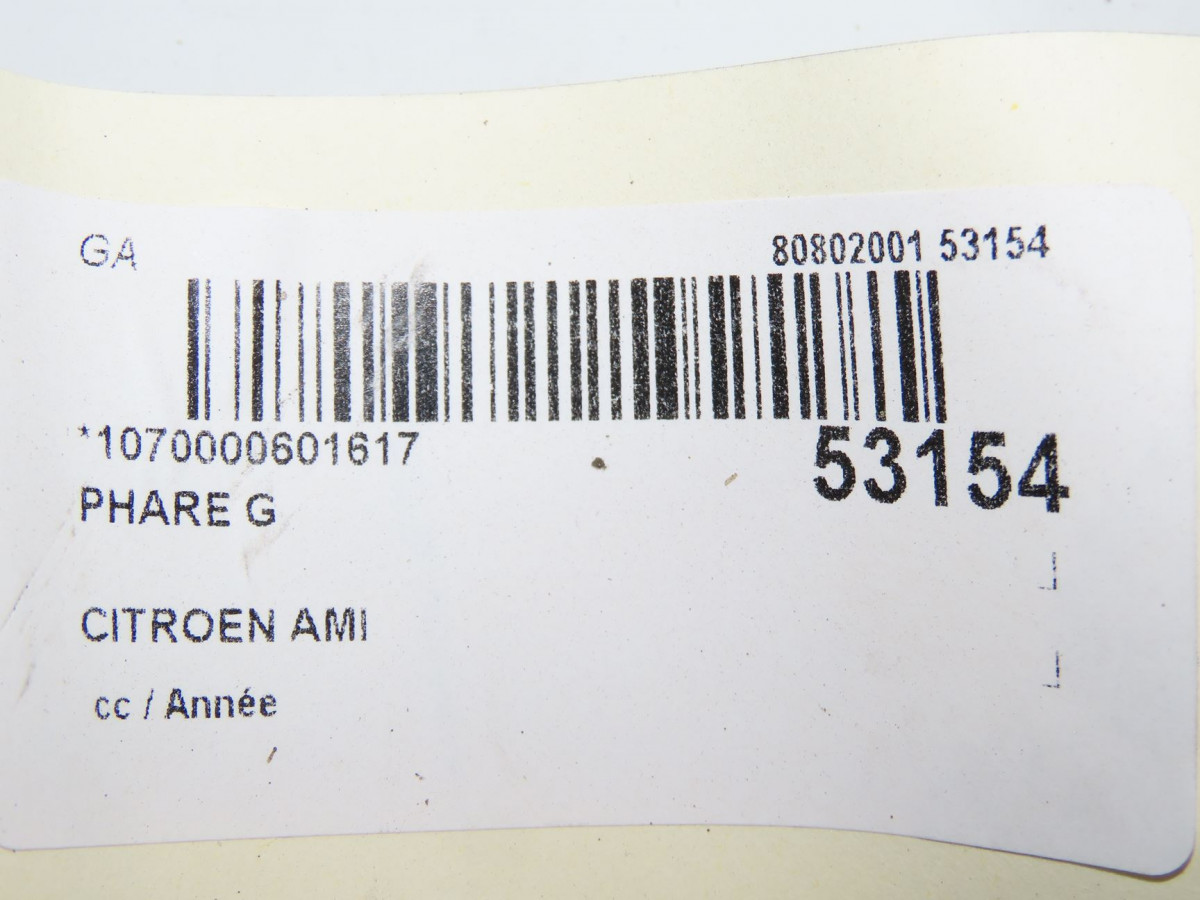 GA 80802001 53154
*1070000601617 53154
PHARE G
CITROEN AMI
cc / Année